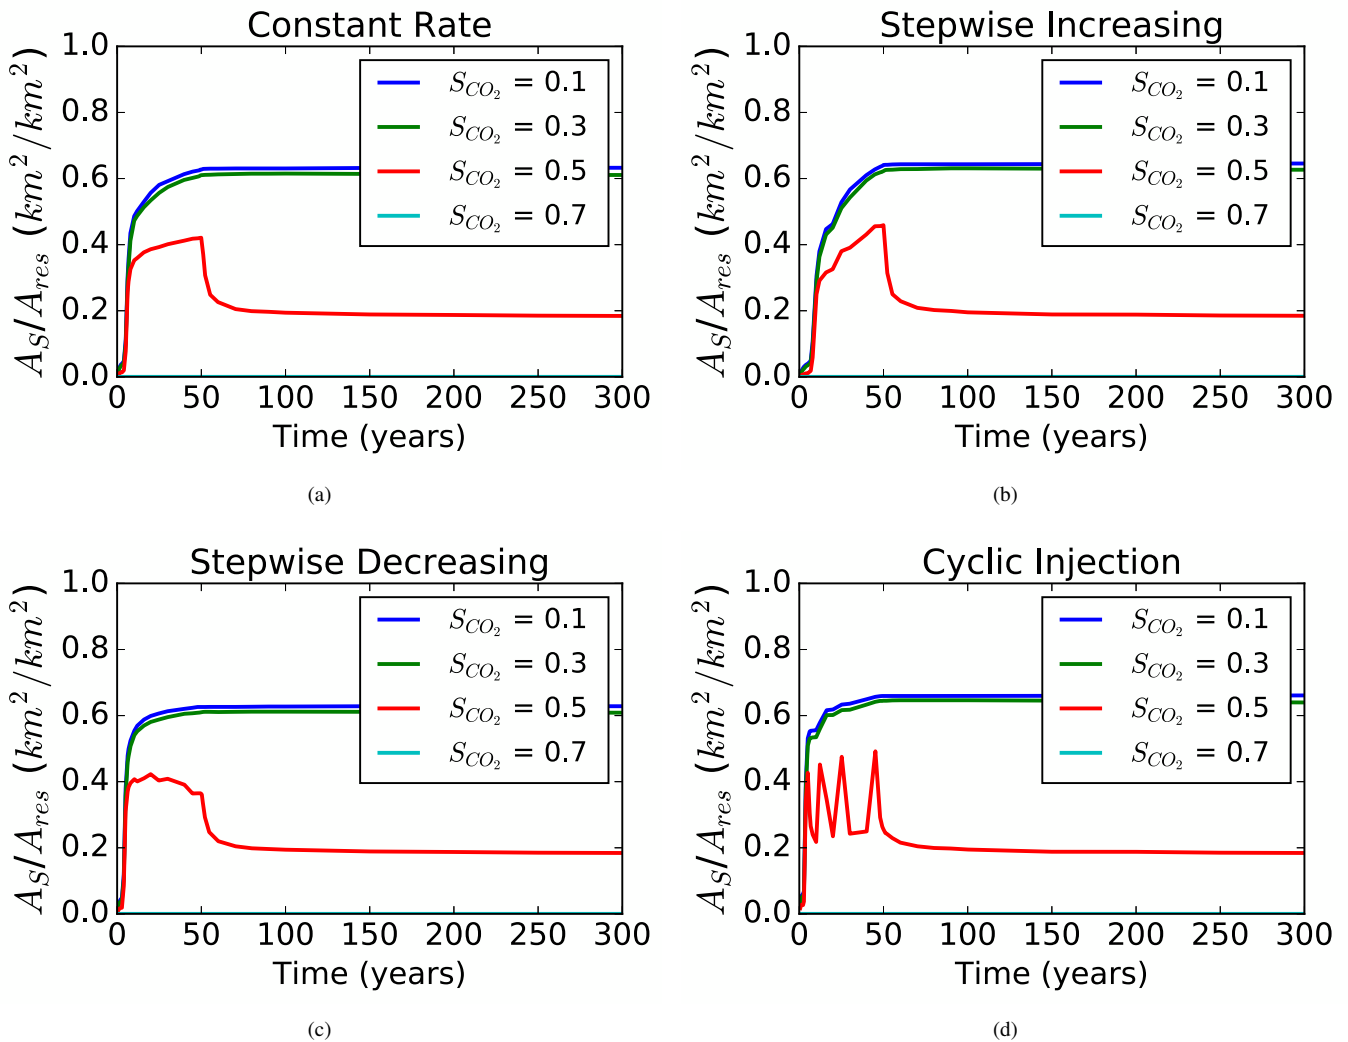 Constant Rate
1.0
0.8
0.6
0.4
0.2
0.0
A_S/A_res (km²/km²)
S_CO₂ = 0.1
S_CO₂ = 0.3
S_CO₂ = 0.5
S_CO₂ = 0.7
0 50 100 150 200 250 300
Time (years)
(a)
Stepwise Increasing
1.0
0.8
0.6
0.4
0.2
0.0
A_S/A_res (km²/km²)
S_CO₂ = 0.1
S_CO₂ = 0.3
S_CO₂ = 0.5
S_CO₂ = 0.7
0 50 100 150 200 250 300
Time (years)
(b)
Stepwise Decreasing
1.0
0.8
0.6
0.4
0.2
0.0
A_S/A_res (km²/km²)
S_CO₂ = 0.1
S_CO₂ = 0.3
S_CO₂ = 0.5
S_CO₂ = 0.7
0 50 100 150 200 250 300
Time (years)
(c)
Cyclic Injection
1.0
0.8
0.6
0.4
0.2
0.0
A_S/A_res (km²/km²)
S_CO₂ = 0.1
S_CO₂ = 0.3
S_CO₂ = 0.5
S_CO₂ = 0.7
0 50 100 150 200 250 300
Time (years)
(d)